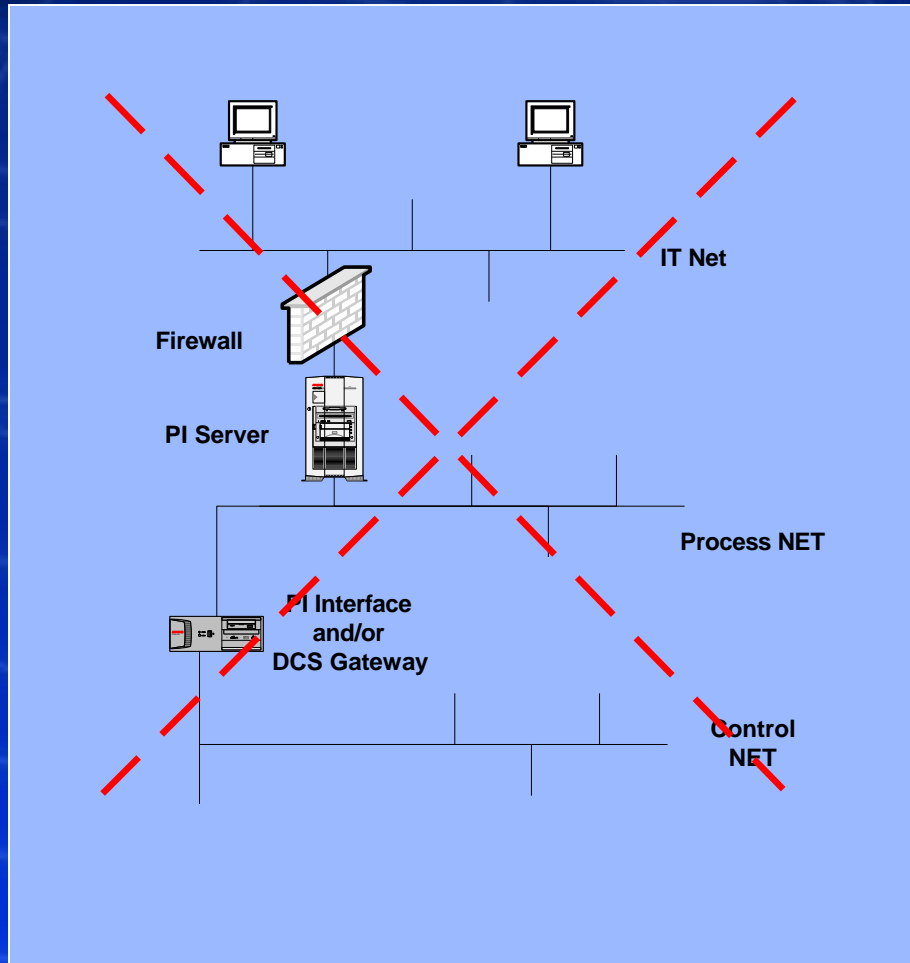 IT Net
Firewall
PI Server
Process NET
PI Interface
and/or
DCS Gateway
Control
NET